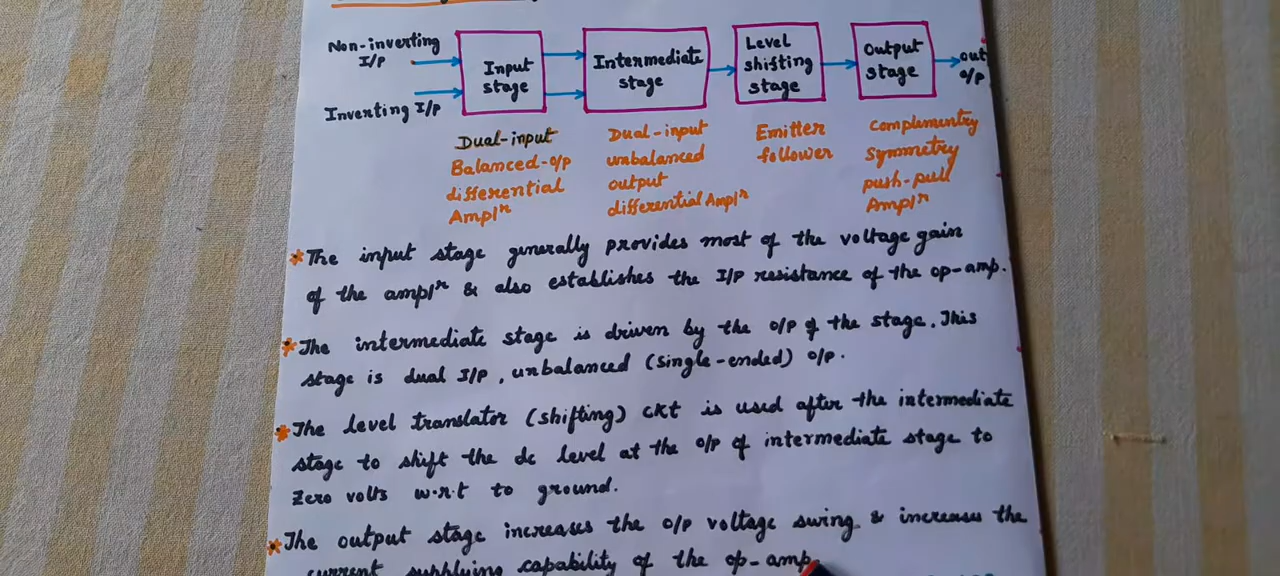 Non-inverting
I/P
Inverting I/P
Input
stage
Intermediate
stage
Level
shifting
stage
Output
stage
out
o/p
Dual-input
Balanced-o/p
differential
Ampl^r
Dual-input
unbalanced
output
differential Ampl^r
Emitter
follower
Complementry
Symmetry
push-pull
Ampl^r
* The input stage generally provides most of the voltage gain
of the ampl^r & also establishes the I/P resistance of the op-amp.
* The intermediate stage is driven by the o/p of the stage. This
stage is dual I/P, unbalanced (single-ended) o/p.
* The level translator (shifting) ckt is used after the intermediate
stage to shift the dc level at the o/p of intermediate stage to
Zero volts w.r.t to ground.
* The output stage increases the o/p voltage swing & increases the
current supplying capability of the op-amp